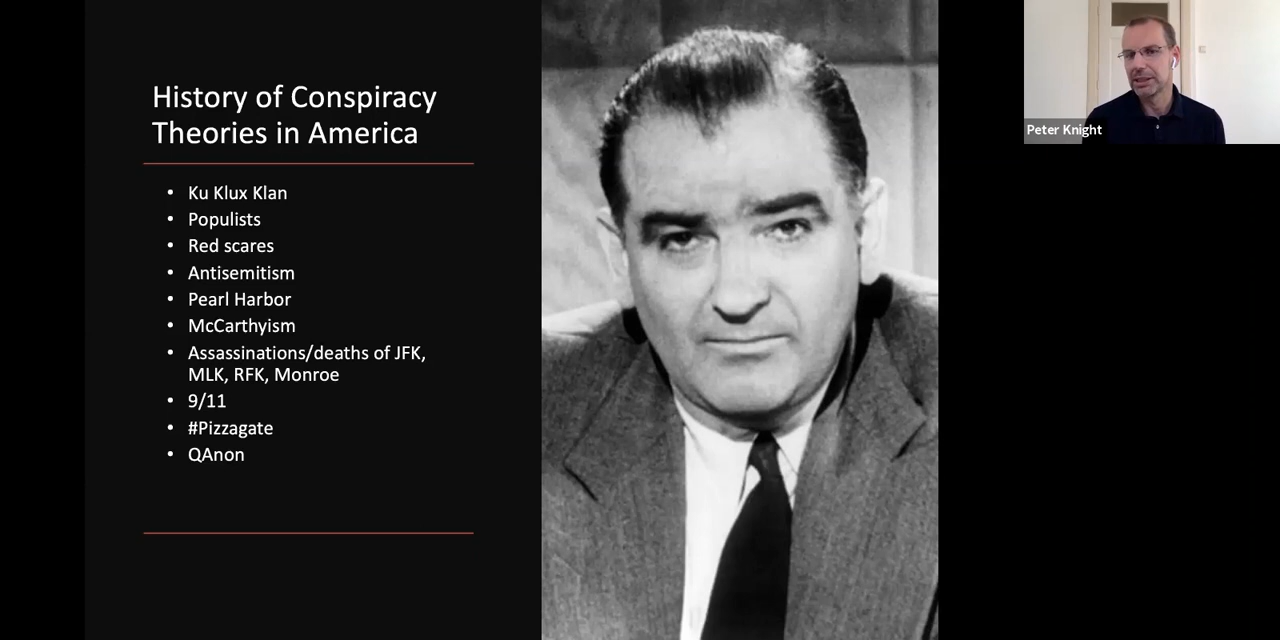 History of Conspiracy
Theories in America
• Ku Klux Klan
• Populists
• Red scares
• Antisemitism
• Pearl Harbor
• McCarthyism
• Assassinations/deaths of JFK,
MLK, RFK, Monroe
• 9/11
• #Pizzagate
• QAnon
Peter Knight